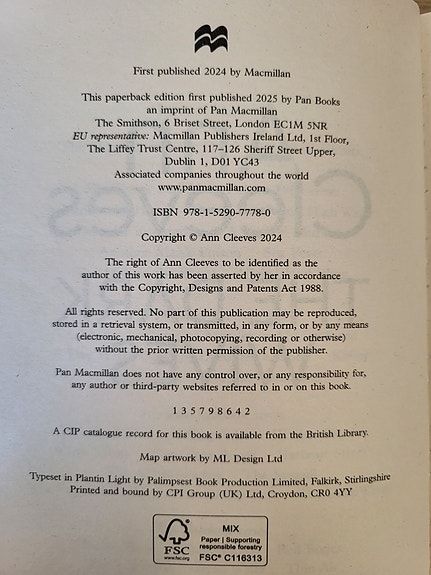 First published 2024 by Macmillan
This paperback edition first published 2025 by Pan Books
an imprint of Pan Macmillan
The Smithson, 6 Briset Street, London EC1M 5NR
EU representative: Macmillan Publishers Ireland Ltd, 1st Floor,
The Liffey Trust Centre, 117–126 Sheriff Street Upper,
Dublin 1, D01 YC43
Associated companies throughout the world
www.panmacmillan.com
ISBN 978-1-5290-7778-0
Copyright © Ann Cleeves 2024
The right of Ann Cleeves to be identified as the
author of this work has been asserted by her in accordance
with the Copyright, Designs and Patents Act 1988.
All rights reserved. No part of this publication may be reproduced,
stored in a retrieval system, or transmitted, in any form, or by any means
(electronic, mechanical, photocopying, recording or otherwise)
without the prior written permission of the publisher.
Pan Macmillan does not have any control over, or any responsibility for,
any author or third-party websites referred to in or on this book.
1 3 5 7 9 8 6 4 2
A CIP catalogue record for this book is available from the British Library.
Map artwork by ML Design Ltd
Typeset in Plantin Light by Palimpsest Book Production Limited, Falkirk, Stirlingshire
Printed and bound by CPI Group (UK) Ltd, Croydon, CR0 4YY
FSC
www.fsc.org
MIX
Paper | Supporting
responsible forestry
FSC® C116313